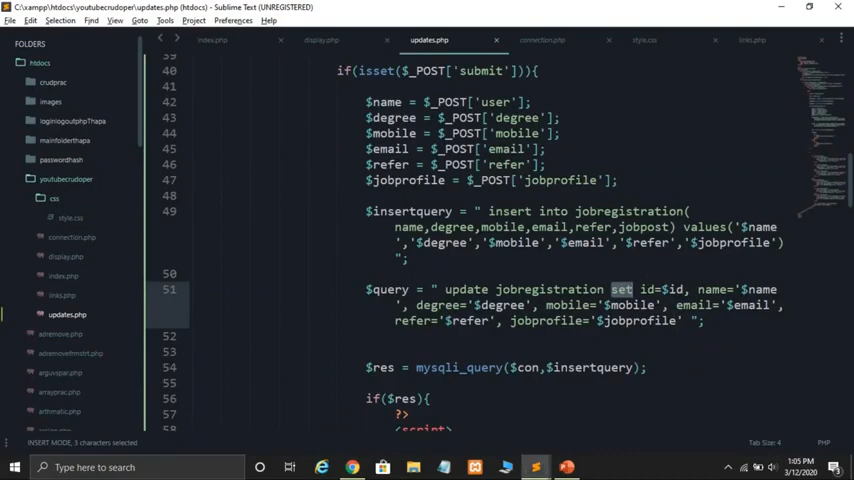 C:\xampp\htdocs\youtubecrudoper\updates.php (htdocs) - Sublime Text (UNREGISTERED)
File Edit Selection Find View Goto Tools Project Preferences Help
FOLDERS
htdocs
crudprac
images
loginlogoutphpThapa
mainfolderthapa
passwordhash
youtubecrudoper
css
style.css
connection.php
display.php
index.php
links.php
updates.php
adremove.php
adremovefrmstrt.php
arguvspar.php
arrayprac.php
arthmatic.php
index.php display.php updates.php connection.php style.css links.php
39
40 if(isset($_POST['submit'])){
41
42 $name = $_POST['user'];
43 $degree = $_POST['degree'];
44 $mobile = $_POST['mobile'];
45 $email = $_POST['email'];
46 $refer = $_POST['refer'];
47 $jobprofile = $_POST['jobprofile'];
48
49 $insertquery = " insert into jobregistration(
name,degree,mobile,email,refer,jobpost) values('$name
','$degree','$mobile','$email','$refer','$jobprofile')
";
50
51 $query = " update jobregistration set id=$id, name='$name
', degree='$degree', mobile='$mobile', email='$email',
refer='$refer', jobprofile='$jobprofile' ";
52
53
54 $res = mysqli_query($con,$insertquery);
55
56 if($res){
57 ?>
58 <script>
INSERT MODE, 3 characters selected
Tab Size: 4 PHP
Type here to search
1:05 PM
3/12/2020
3